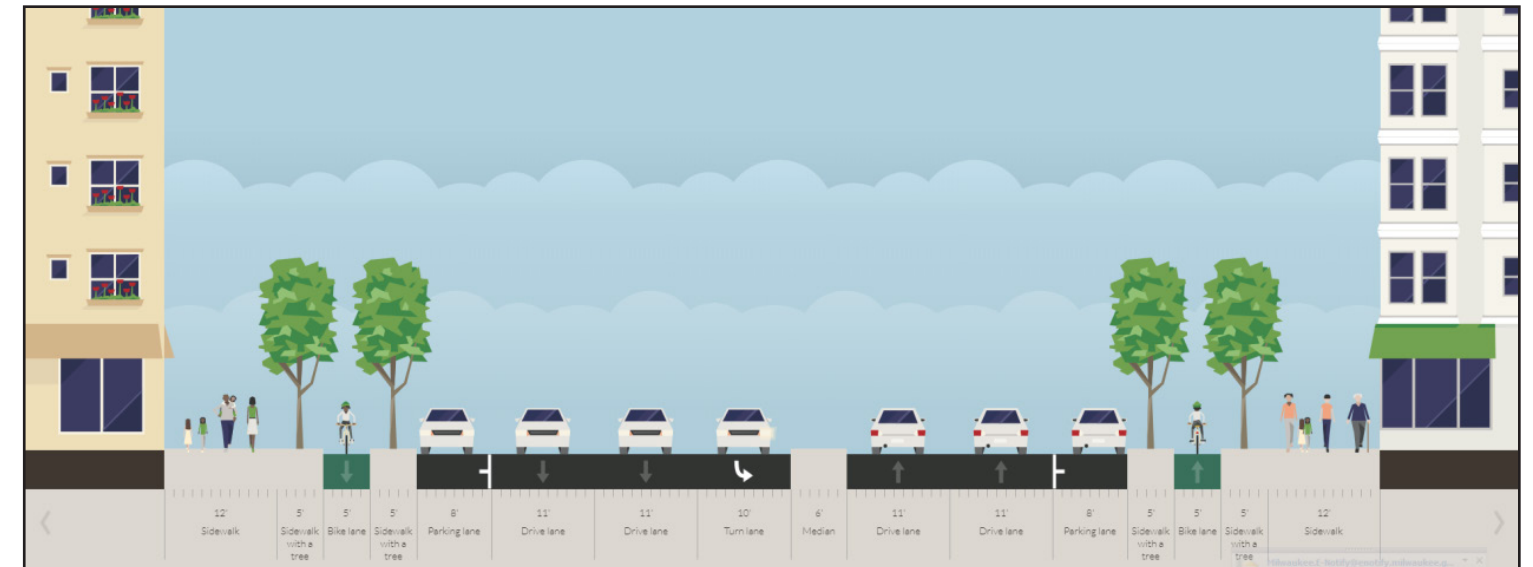 12'
Sidewalk
5'
Sidewalk
with a
tree
5'
Bike lane
5'
Sidewalk
with a
tree
8'
Parking lane
11'
Drive lane
11'
Drive lane
10'
Turn lane
6'
Median
11'
Drive lane
11'
Drive lane
8'
Parking lane
5'
Sidewalk
with a
tree
5'
Bike lane
5'
Sidewalk
with a
tree
12'
Sidewalk